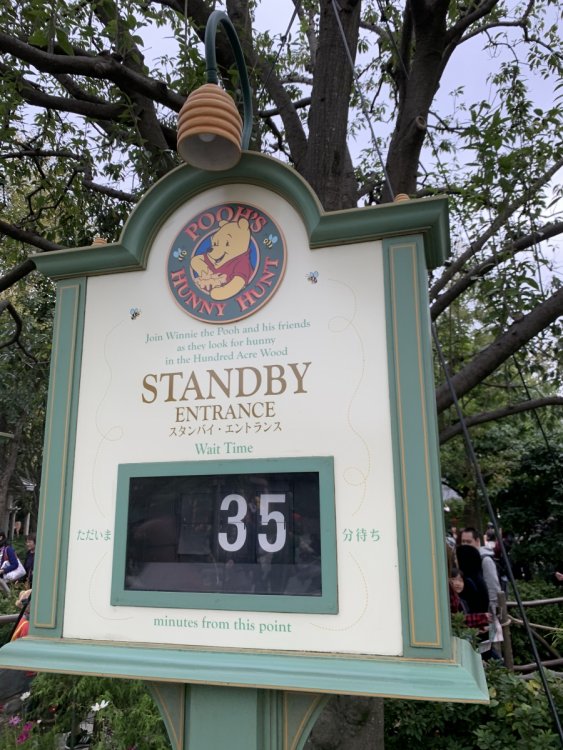 POOH'S
HUNNY HUNT
Join Winnie the Pooh and his friends
as they look for hunny
in the Hundred Acre Wood
STANDBY
ENTRANCE
スタンバイ・エントランス
Wait Time
ただいま 35 分待ち
minutes from this point